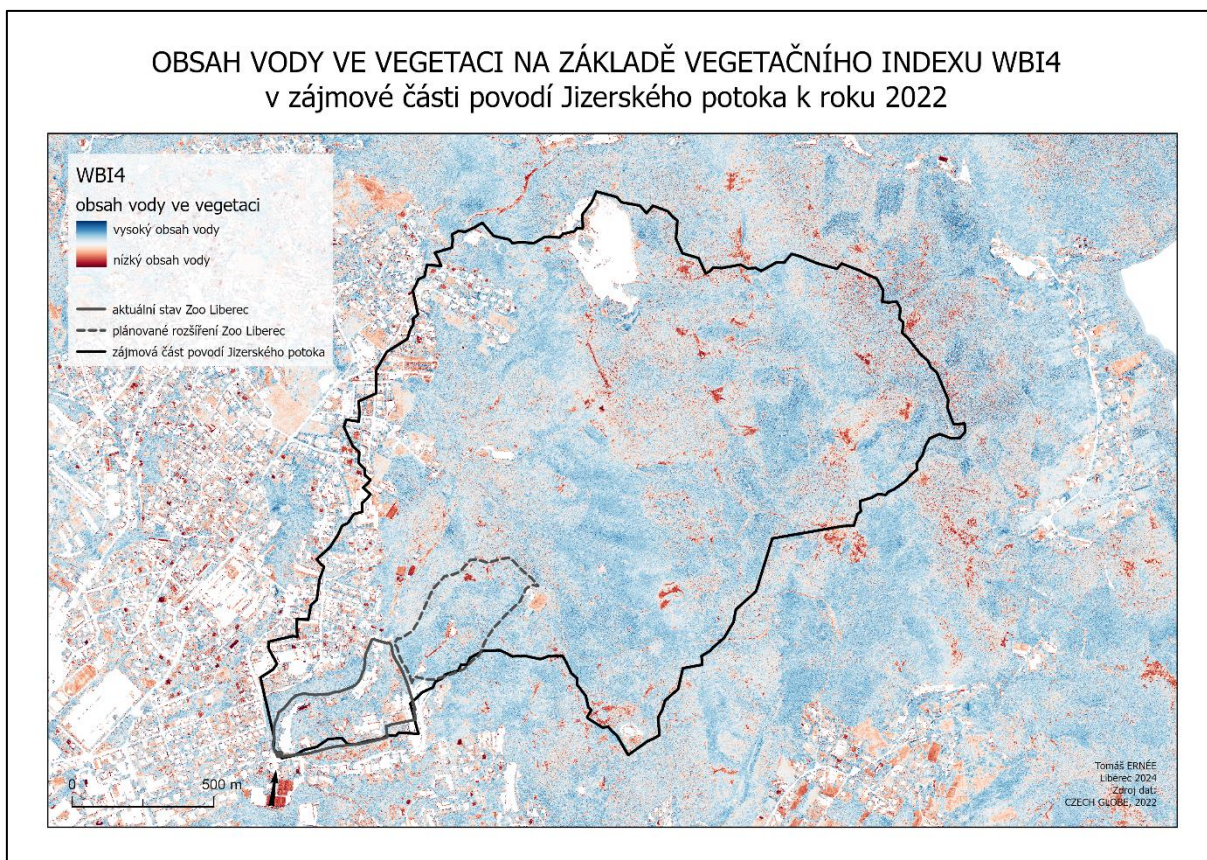 OBSAH VODY VE VEGETACI NA ZÁKLADĚ VEGETAČNÍHO INDEXU WBI4
v zájmové části povodí Jizerského potoka k roku 2022
WBI4
obsah vody ve vegetaci
vysoký obsah vody
nízký obsah vody
aktuální stav Zoo Liberec
plánované rozšíření Zoo Liberec
zájmová část povodí Jizerského potoka
0 500 m
Tomáš ERNÉE
Liberec 2024
Zdroj dat:
CZECH GLOBE, 2022